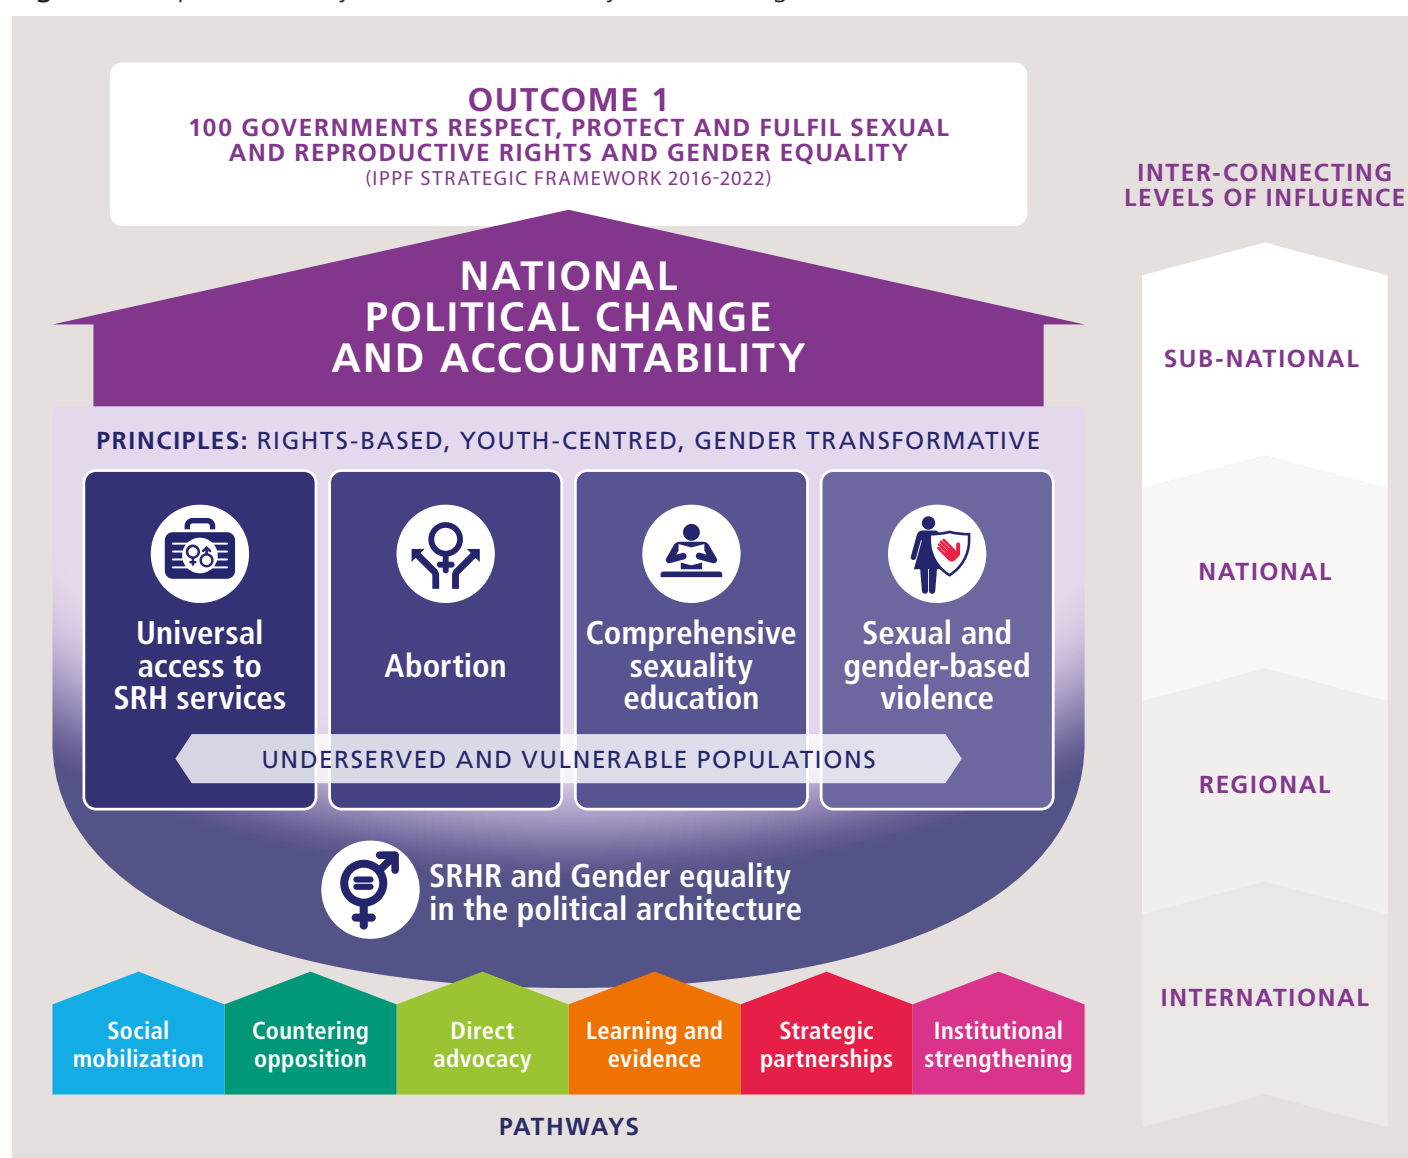 OUTCOME 1
100 GOVERNMENTS RESPECT, PROTECT AND FULFIL SEXUAL
AND REPRODUCTIVE RIGHTS AND GENDER EQUALITY
(IPPF STRATEGIC FRAMEWORK 2016-2022)
NATIONAL
POLITICAL CHANGE
AND ACCOUNTABILITY
PRINCIPLES: RIGHTS-BASED, YOUTH-CENTRED, GENDER TRANSFORMATIVE
Universal
access to
SRH services
Abortion
Comprehensive
sexuality
education
Sexual and
gender-based
violence
UNDERSERVED AND VULNERABLE POPULATIONS
SRHR and Gender equality
in the political architecture
Social
mobilization
Countering
opposition
Direct
advocacy
Learning and
evidence
Strategic
partnerships
Institutional
strengthening
PATHWAYS
INTER-CONNECTING
LEVELS OF INFLUENCE
SUB-NATIONAL
NATIONAL
REGIONAL
INTERNATIONAL